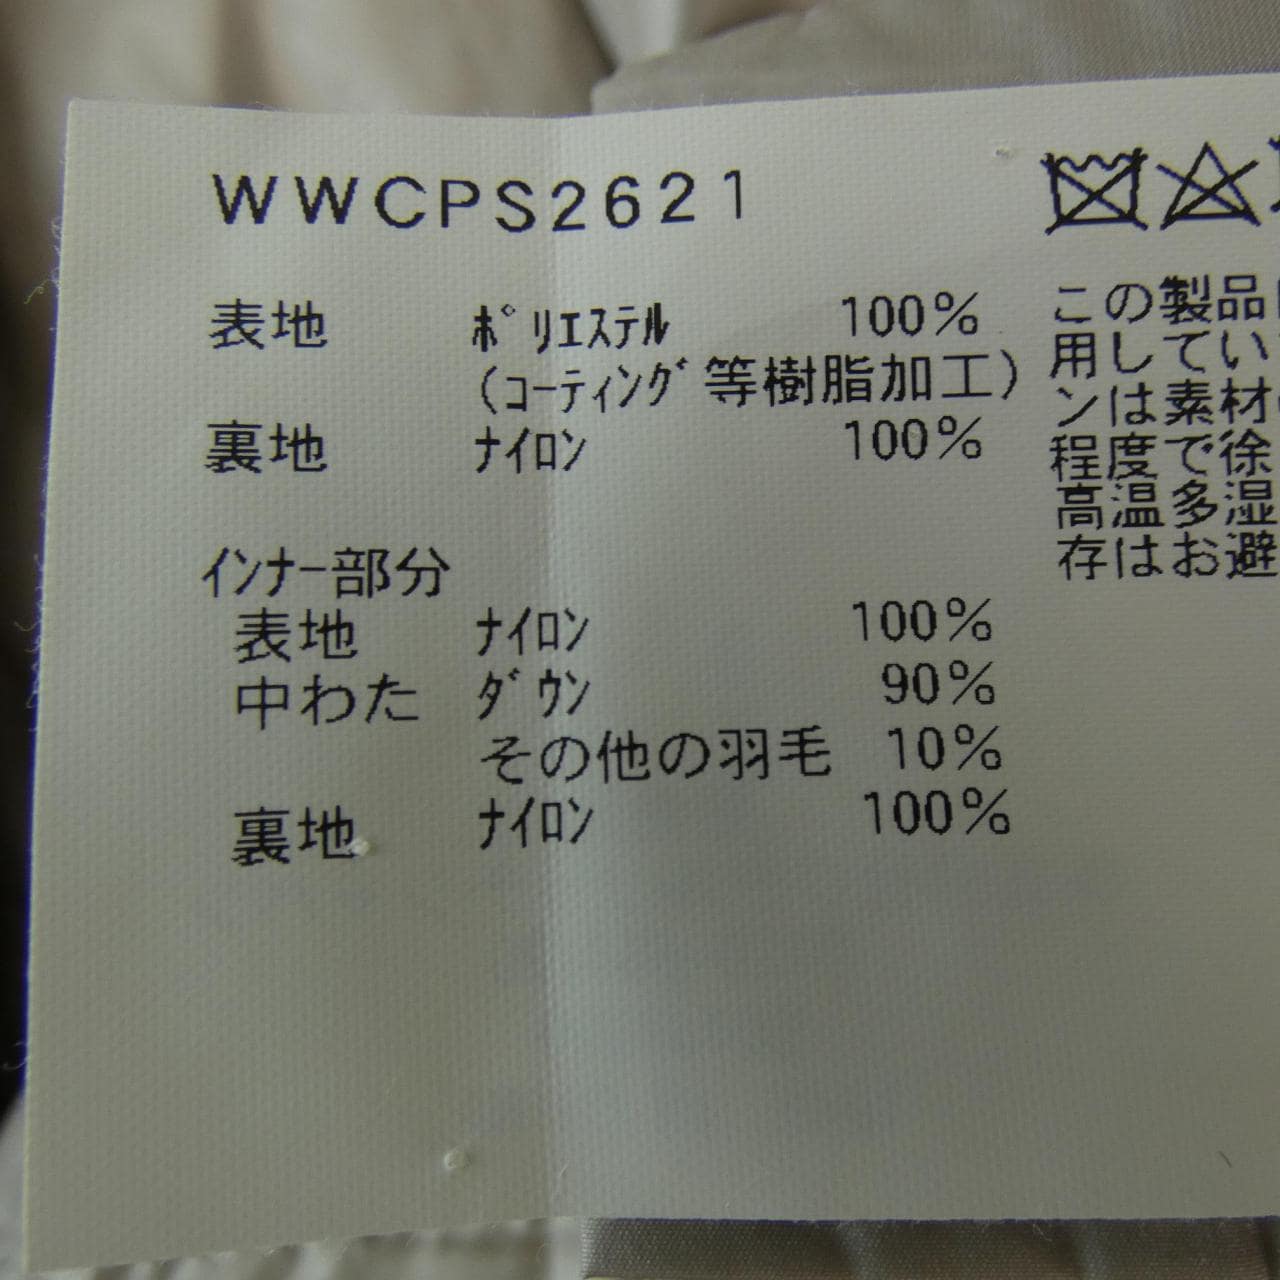 WWCPS2621
表地 ポリエステル 100%
(コーティング等樹脂加工)
裏地 ナイロン 100%
インナー部分
表地 ナイロン 100%
中わた ダウン 90%
その他の羽毛 10%
裏地 ナイロン 100%
この製品
用してい
ンは素材
程度で徐
高温多湿
存はお避